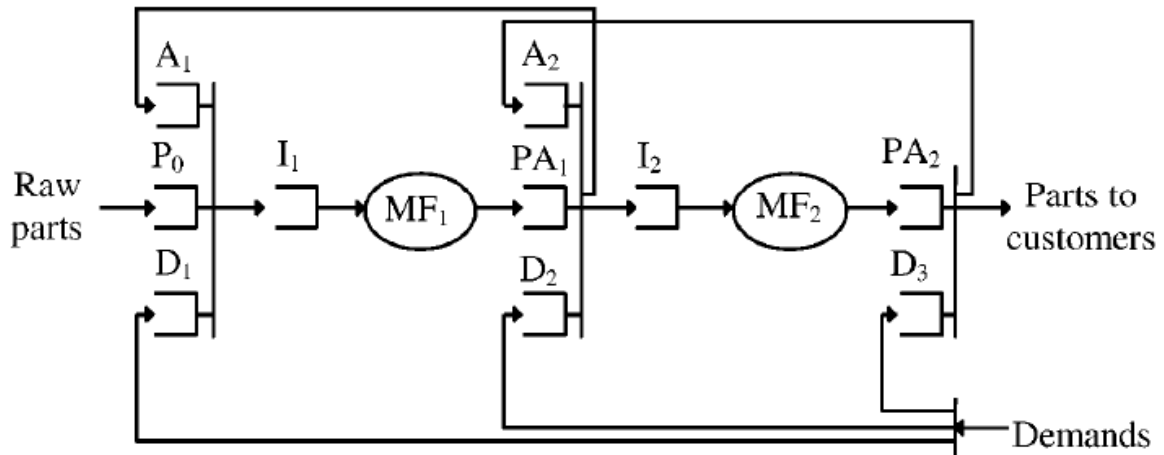 A₁
A₂
P₀
I₁
PA₁
I₂
PA₂
Raw
parts
MF₁
MF₂
Parts to
customers
D₁
D₂
D₃
Demands